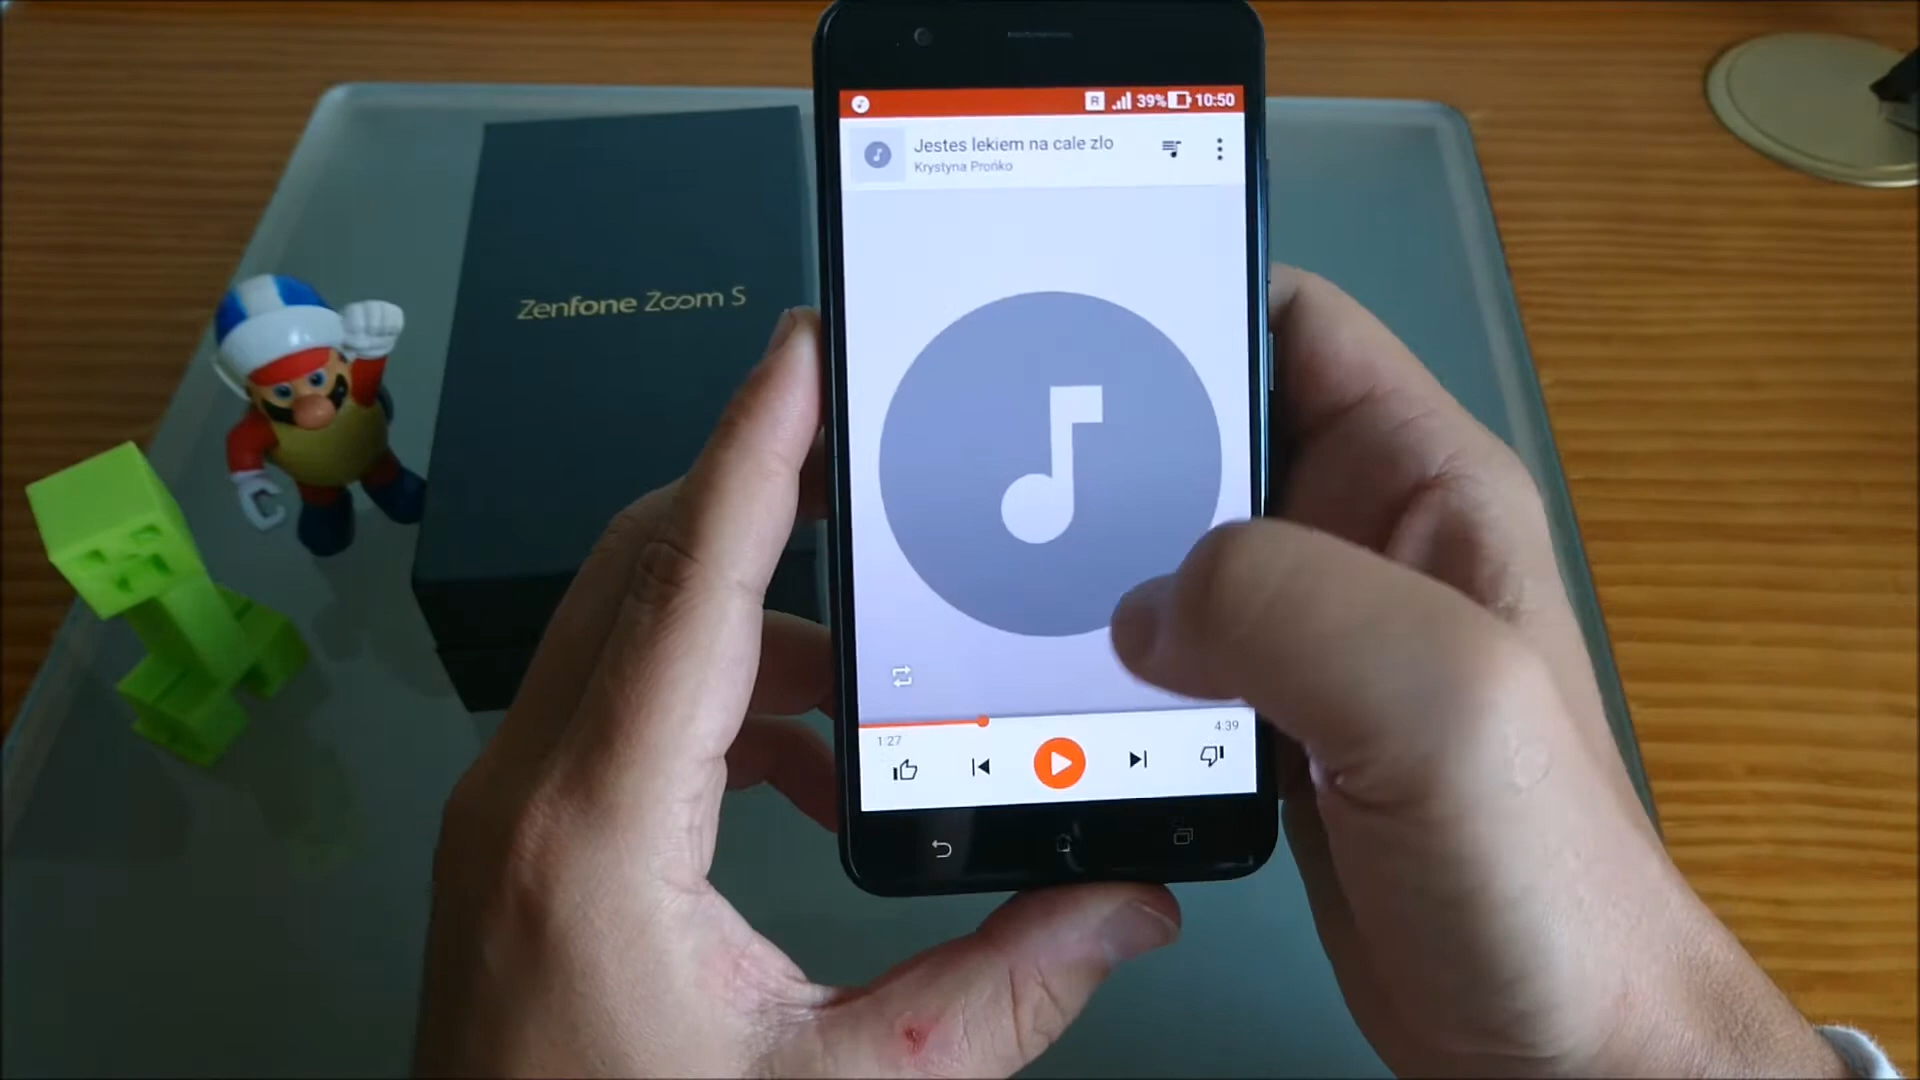 R 39% 10:50
Jestes lekiem na cale zlo
Krystyna Prońko
Zenfone Zoom S
1:27
4:39